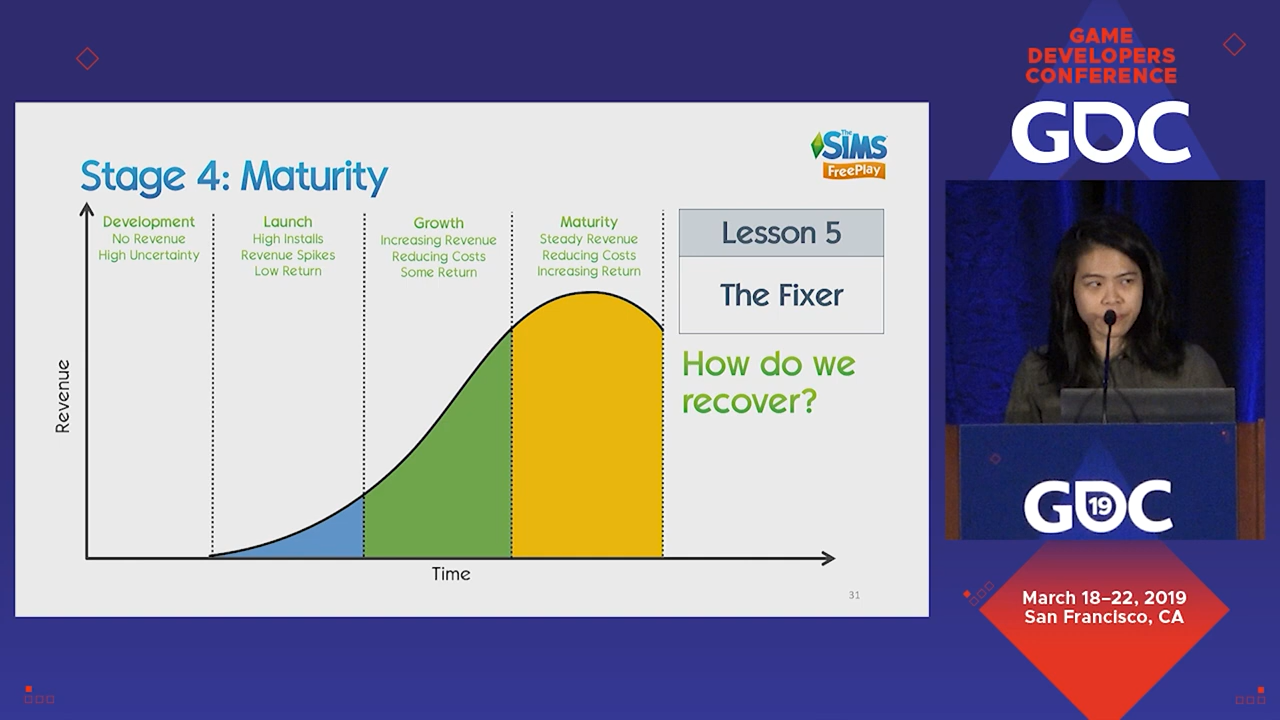 GAME
DEVELOPERS
CONFERENCE
GDC
The
SiMS
FreePlay
Stage 4: Maturity
Development
No Revenue
High Uncertainty
Launch
High Installs
Revenue Spikes
Low Return
Growth
Increasing Revenue
Reducing Costs
Some Return
Maturity
Steady Revenue
Reducing Costs
Increasing Return
Lesson 5
The Fixer
How do we
recover?
Revenue
Time
31
GDC
19
March 18–22, 2019
San Francisco, CA